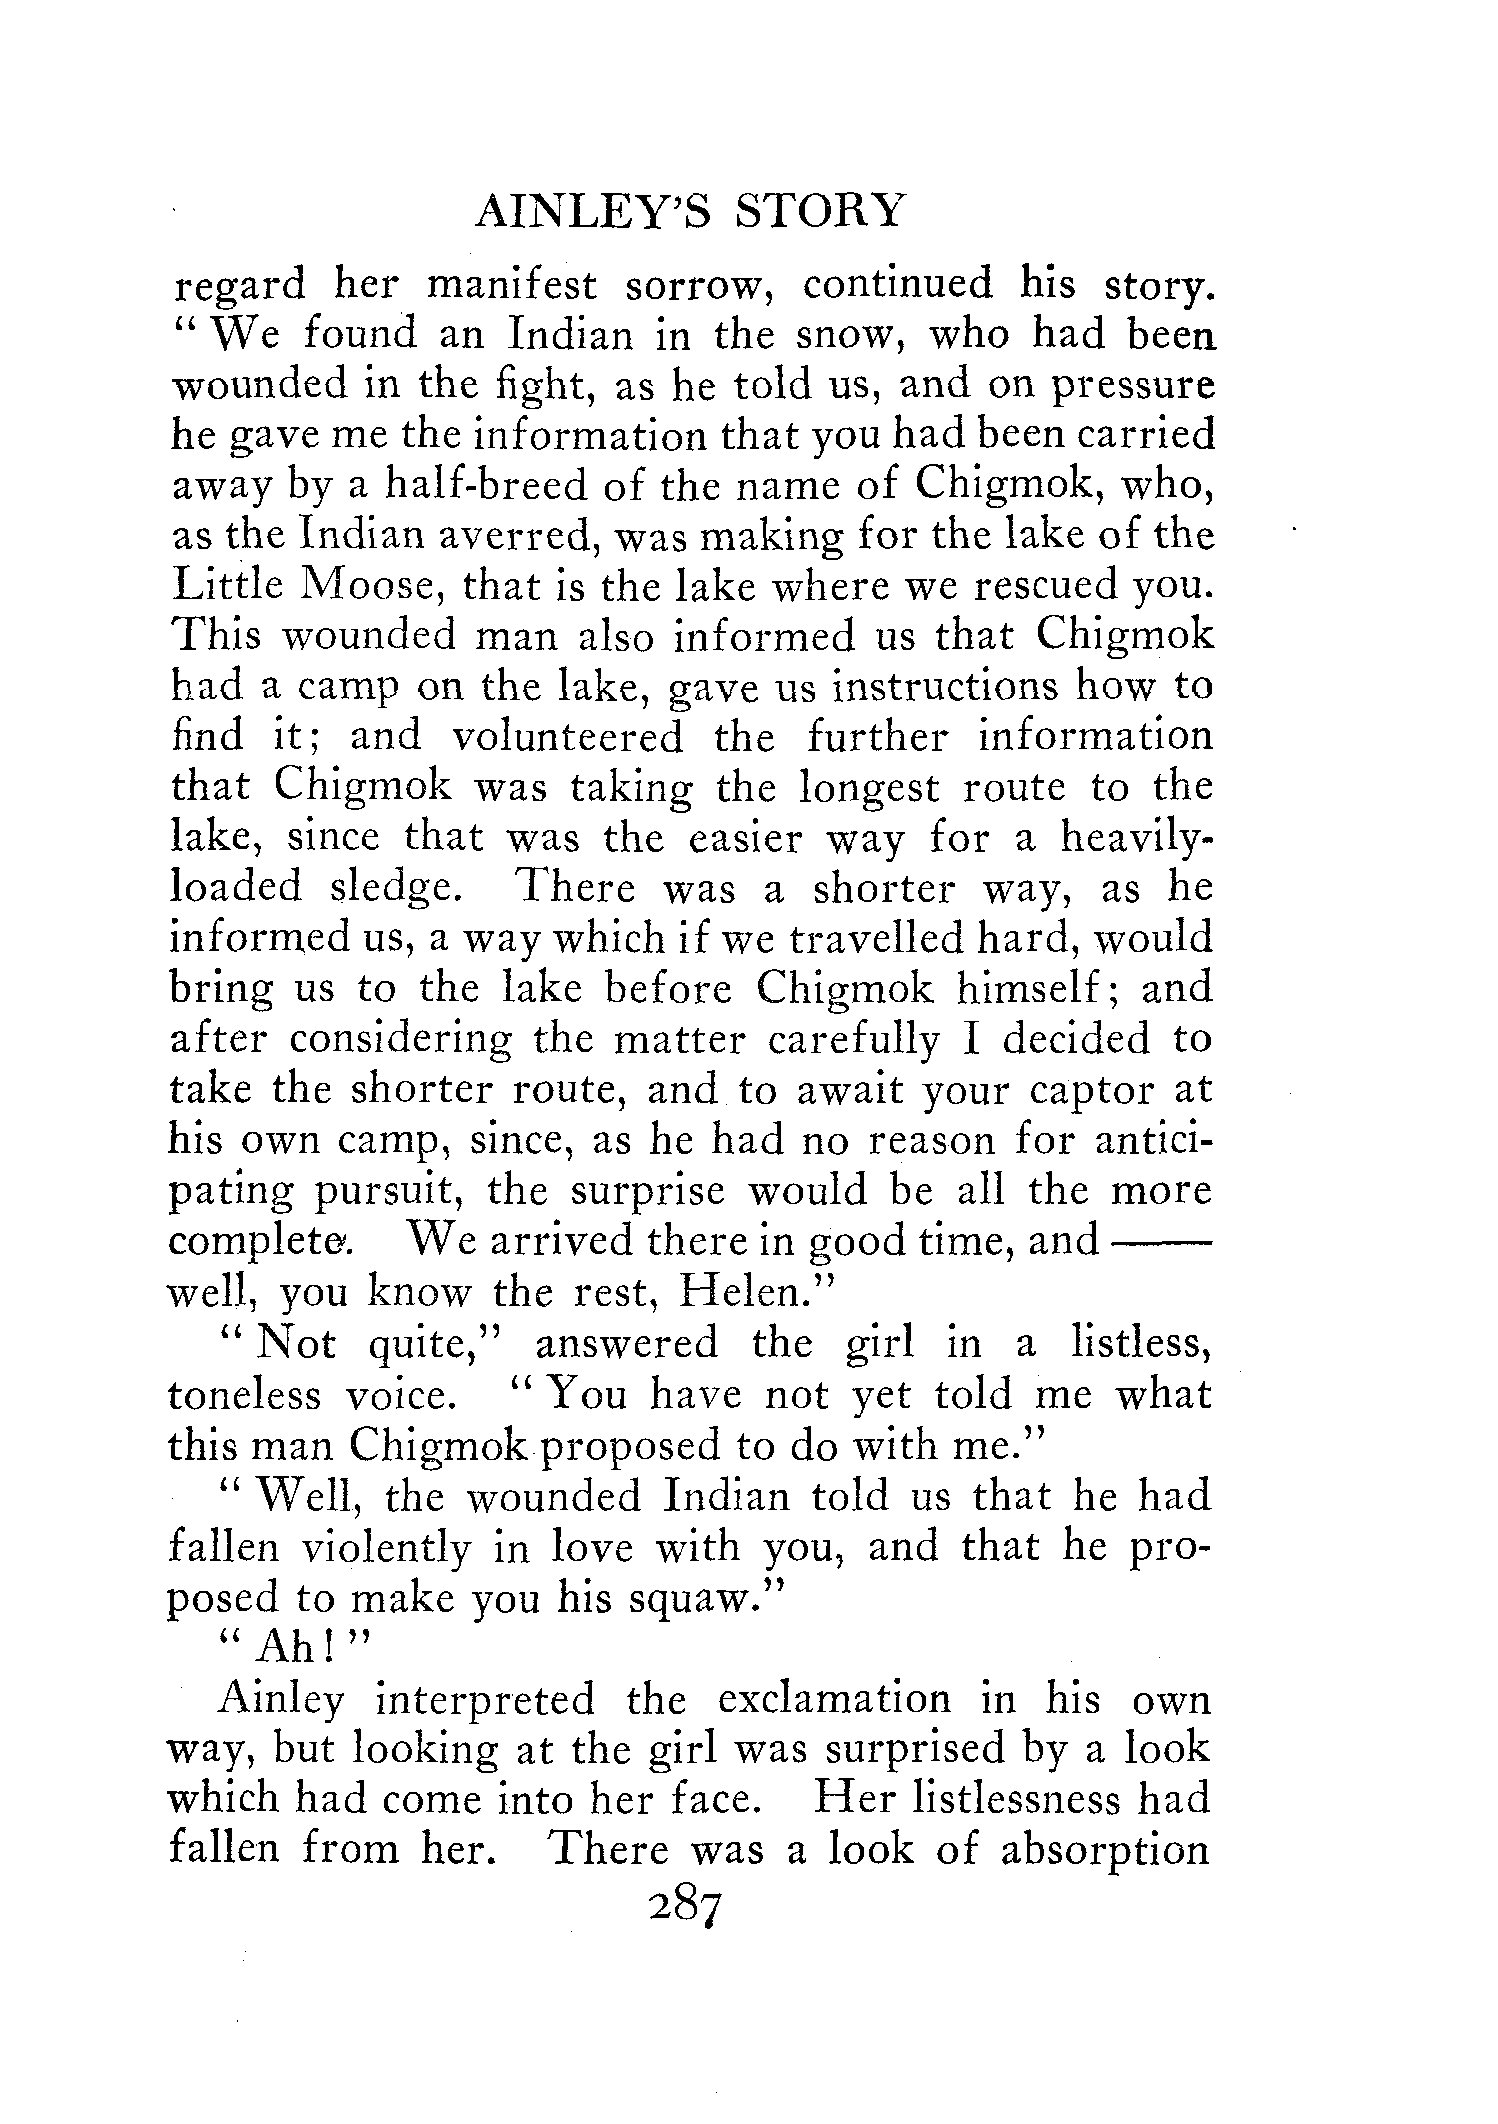 AINLEY'S STORY
regard her manifest sorrow, continued his story.
“ We found an Indian in the snow, who had been
wounded in the fight, as he told us, and on pressure
he gave me the information that you had been carried
away by a half-breed of the name of Chigmok, who,
as the Indian averred, was making for the lake of the
Little Moose, that is the lake where we rescued you.
This wounded man also informed us that Chigmok
had a camp on the lake, gave us instructions how to
find it; and volunteered the further information
that Chigmok was taking the longest route to the
lake, since that was the easier way for a heavily-
loaded sledge. There was a shorter way, as he
informed us, a way which if we travelled hard, would
bring us to the lake before Chigmok himself; and
after considering the matter carefully I decided to
take the shorter route, and to await your captor at
his own camp, since, as he had no reason for antici-
pating pursuit, the surprise would be all the more
complete. We arrived there in good time, and ——
well, you know the rest, Helen.”
“ Not quite,” answered the girl in a listless,
toneless voice. “ You have not yet told me what
this man Chigmok proposed to do with me.”
“ Well, the wounded Indian told us that he had
fallen violently in love with you, and that he pro-
posed to make you his squaw.”
“ Ah! ”
Ainley interpreted the exclamation in his own
way, but looking at the girl was surprised by a look
which had come into her face. Her listlessness had
fallen from her. There was a look of absorption
287